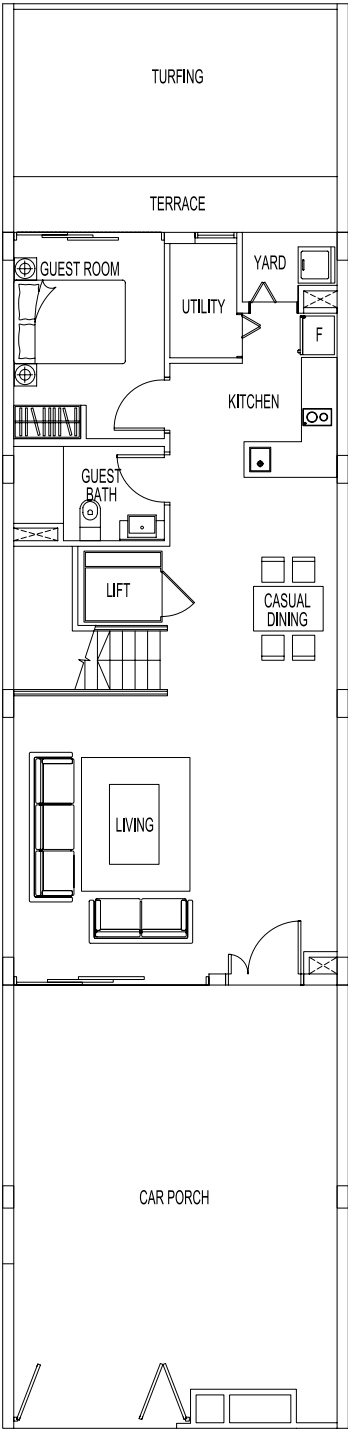 TURFING
TERRACE
GUEST ROOM
YARD
UTILITY
F
KITCHEN
GUEST
BATH
LIFT
CASUAL
DINING
LIVING
CAR PORCH